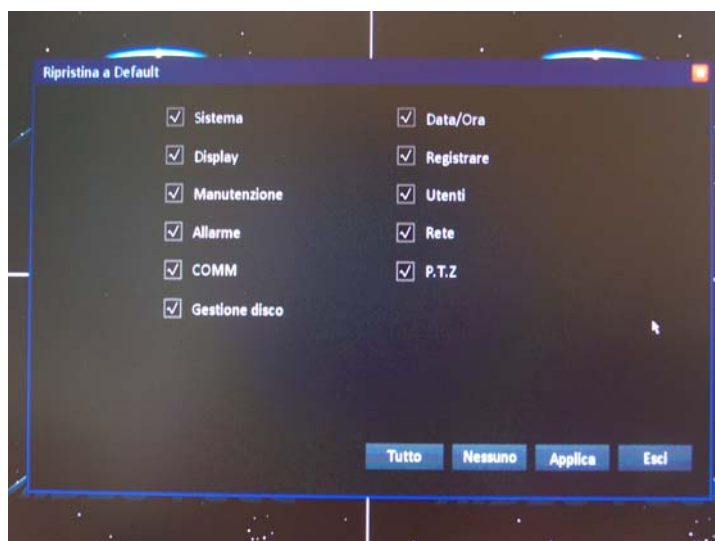 Ripristina a Default
Sistema
Data/Ora
Display
Registrare
Manutenzione
Utenti
Allarme
Rete
COMM
P.T.Z
Gestione disco
Tutto
Nessuno
Applica
Esci